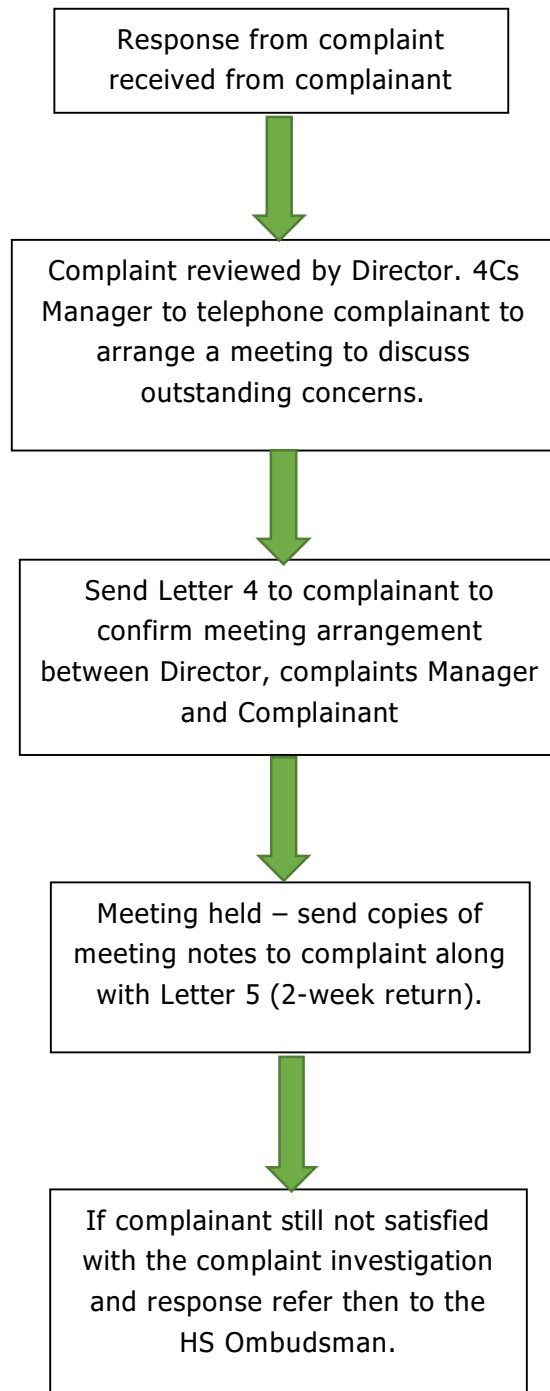 Response from complaint
received from complainant
Complaint reviewed by Director. 4Cs
Manager to telephone complainant to
arrange a meeting to discuss
outstanding concerns.
Send Letter 4 to complainant to
confirm meeting arrangement
between Director, complaints Manager
and Complainant
Meeting held – send copies of
meeting notes to complaint along
with Letter 5 (2-week return).
If complainant still not satisfied
with the complaint investigation
and response refer then to the
HS Ombudsman.